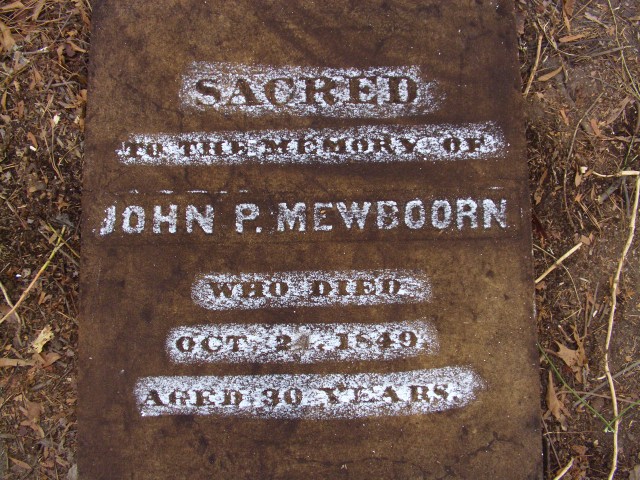 SACRED
TO THE MEMORY OF
JOHN P. MEWBOORN
WHO DIED
OCT. 24, 1849
AGED 30 YEARS.